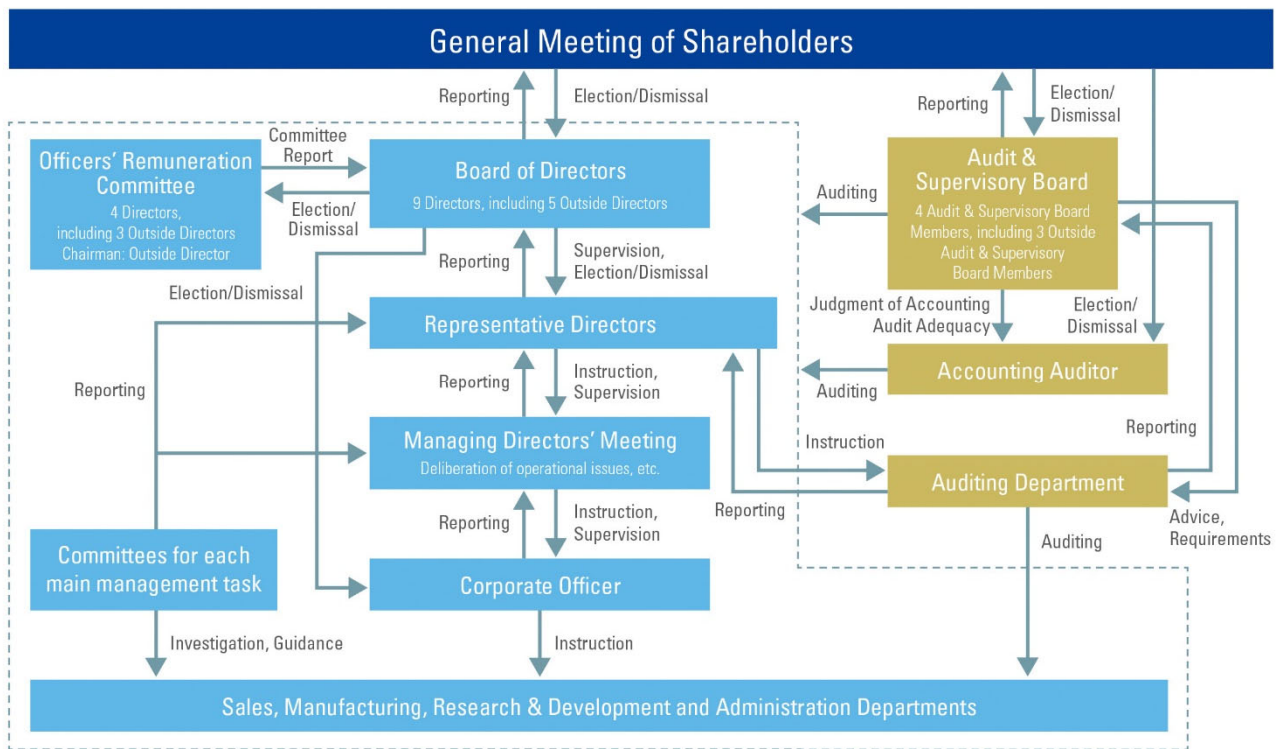 General Meeting of Shareholders
Reporting
Election/Dismissal
Reporting
Election/
Dismissal
Officers' Remuneration
Committee
4 Directors,
including 3 Outside Directors
Chairman: Outside Director
Committee
Report
Election/
Dismissal
Board of Directors
9 Directors, including 5 Outside Directors
Auditing
Audit &
Supervisory Board
4 Audit & Supervisory Board
Members, including 3 Outside
Audit & Supervisory
Board Members
Election/Dismissal
Reporting
Supervision,
Election/Dismissal
Judgment of Accounting
Audit Adequacy
Election/
Dismissal
Representative Directors
Auditing
Accounting Auditor
Reporting
Reporting
Instruction,
Supervision
Managing Directors' Meeting
Deliberation of operational issues, etc.
Instruction
Reporting
Auditing Department
Reporting
Instruction,
Supervision
Reporting
Auditing
Advice,
Requirements
Committees for each
main management task
Corporate Officer
Investigation, Guidance
Instruction
Sales, Manufacturing, Research & Development and Administration Departments